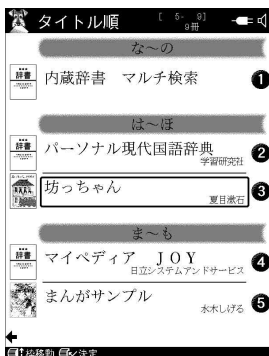 タイトル順 [ 5- 9] 9冊
な～の
辞書 内蔵辞書 マルチ検索 1
は～ほ
辞書 パーソナル現代国語辞典 2
学習研究社
坊っちゃん 3
夏目漱石
ま～も
辞書 マイペディア JOY 4
日立システムアンドサービス
まんがサンプル 5
水木しげる
枠移動 決定